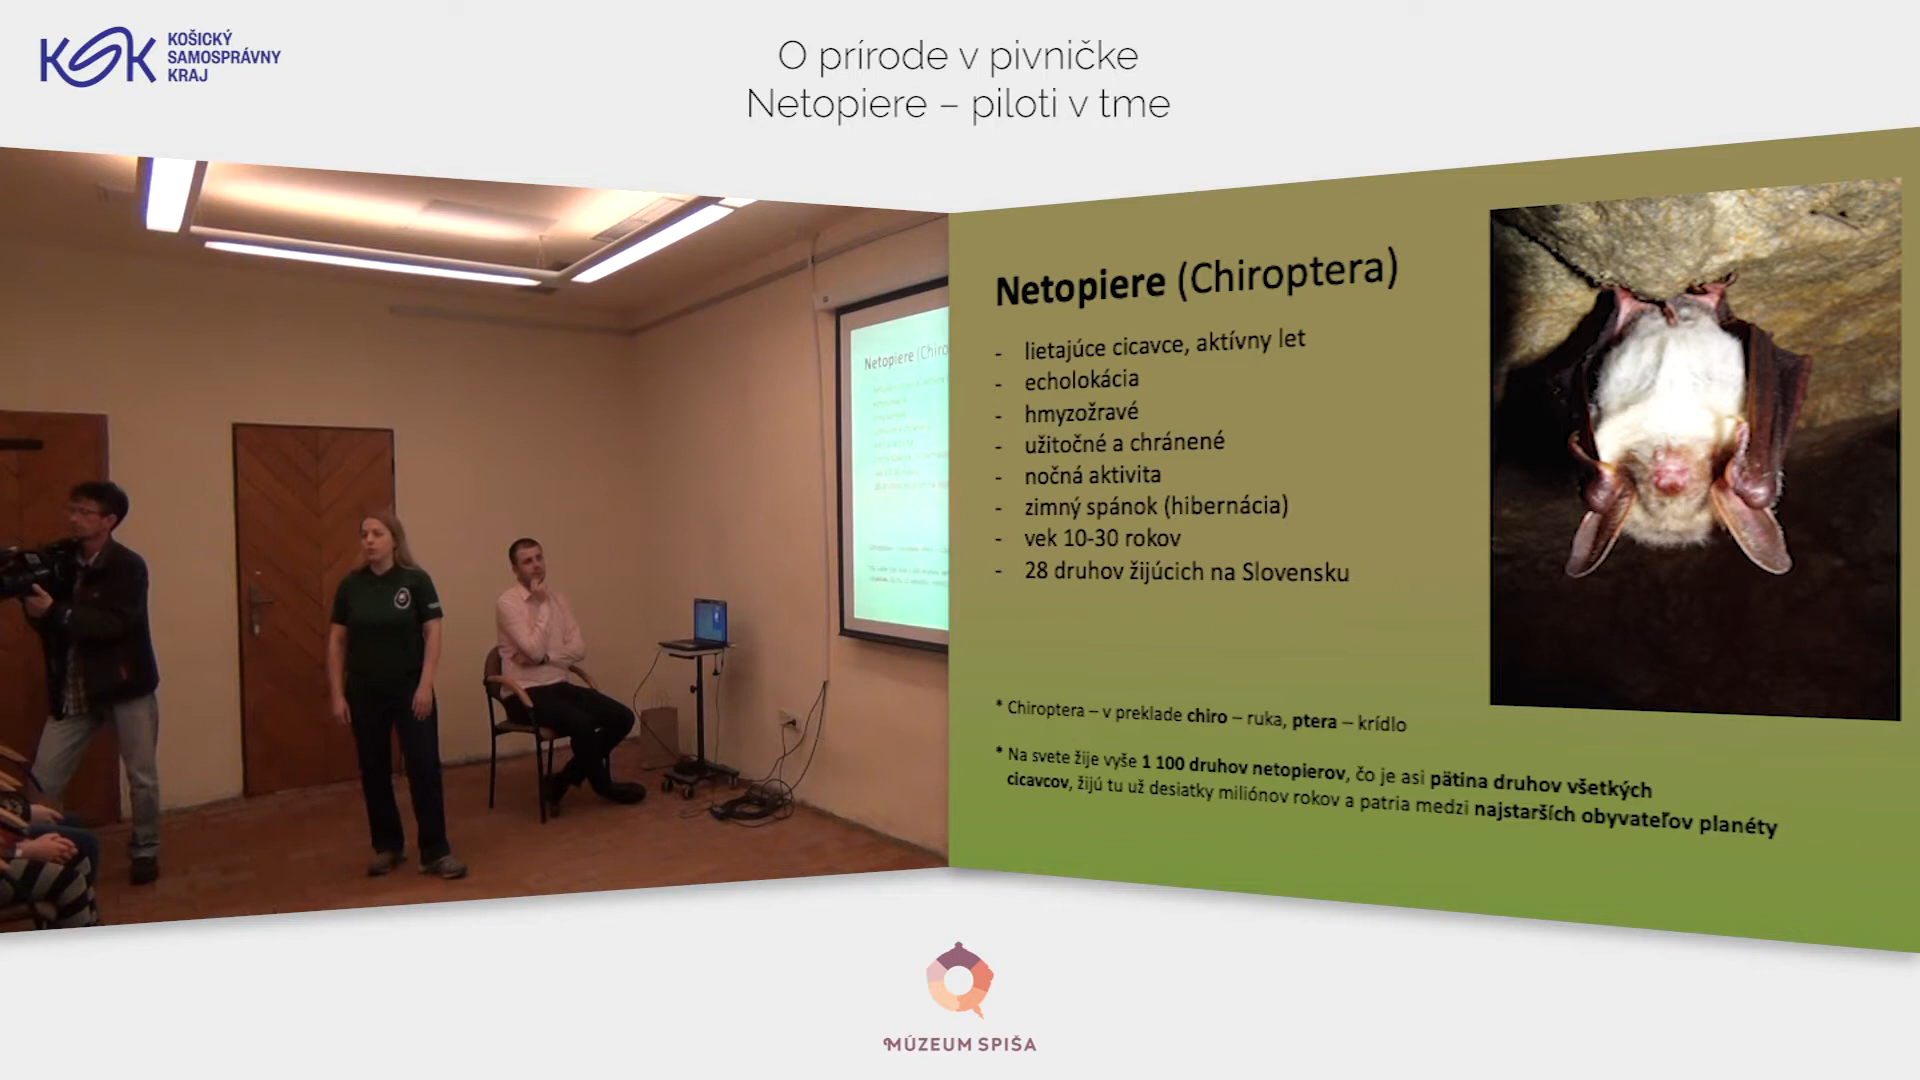 KSK KOŠICKÝ
SAMOSPRÁVNY
KRAJ
O prírode v pivničke
Netopiere – piloti v tme
Netopiere (Chiro
Netopiere (Chiroptera)
- lietajúce cicavce, aktívny let
- echolokácia
- hmyzožravé
- užitočné a chránené
- nočná aktivita
- zimný spánok (hibernácia)
- vek 10-30 rokov
- 28 druhov žijúcich na Slovensku
* Chiroptera – v preklade chiro – ruka, ptera – krídlo
* Na svete žije vyše 1 100 druhov netopierov, čo je asi pätina druhov všetkých
cicavcov, žijú tu už desiatky miliónov rokov a patria medzi najstarších obyvateľov planéty
MÚZEUM SPIŠA